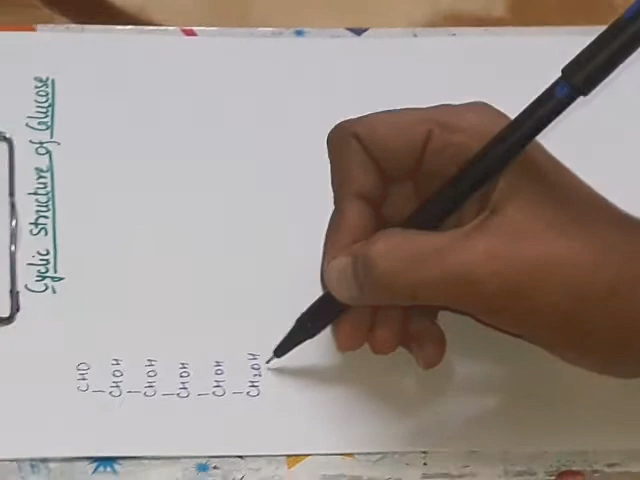 Cyclic structure of Glucose
CHO
|
CHOH
|
CHOH
|
CHOH
|
CHOH
|
CH₂OH